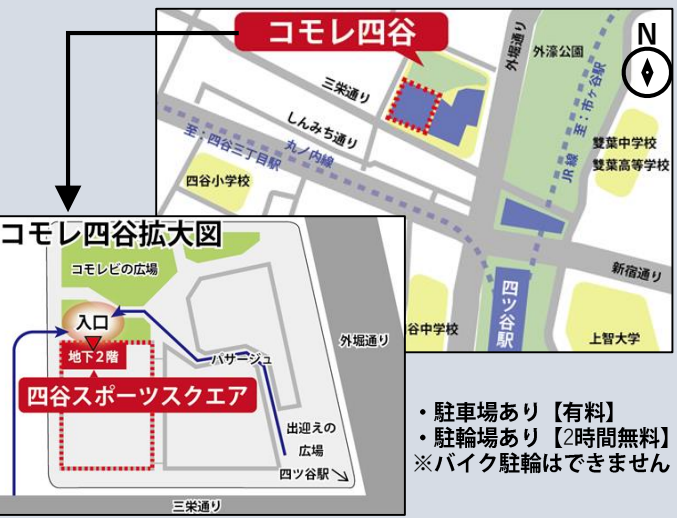 コモレ四谷
N
外堀通り
外濠公園
至:市ヶ谷駅
JR線
三栄通り
しんみち通り
丸ノ内線
至:四谷三丁目駅
雙葉中学校
雙葉高等学校
四谷小学校
新宿通り
四ツ谷駅
谷中学校
上智大学
コモレ四谷拡大図
コモレビの広場
入口
地下2階
四谷スポーツスクエア
パサージュ
外堀通り
出迎えの
広場
四ツ谷駅
三栄通り
・駐車場あり【有料】
・駐輪場あり【2時間無料】
※バイク駐輪はできません